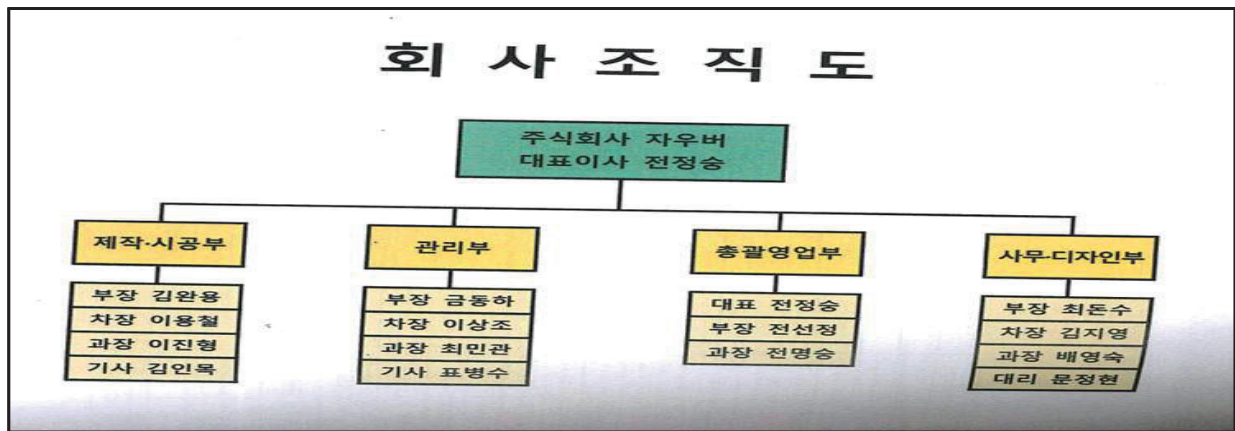 회 사 조 직 도
주식회사 자우버
대표이사 전정숭
제작·시공부
부장 김완용
차장 이용철
과장 이진형
기사 김인목
관리부
부장 금동하
차장 이상조
과장 최민관
기사 표병수
총괄영업부
대표 전정숭
부장 전선정
과장 전명숭
사무·디자인부
부장 최돈수
차장 김지영
과장 배영숙
대리 문정현